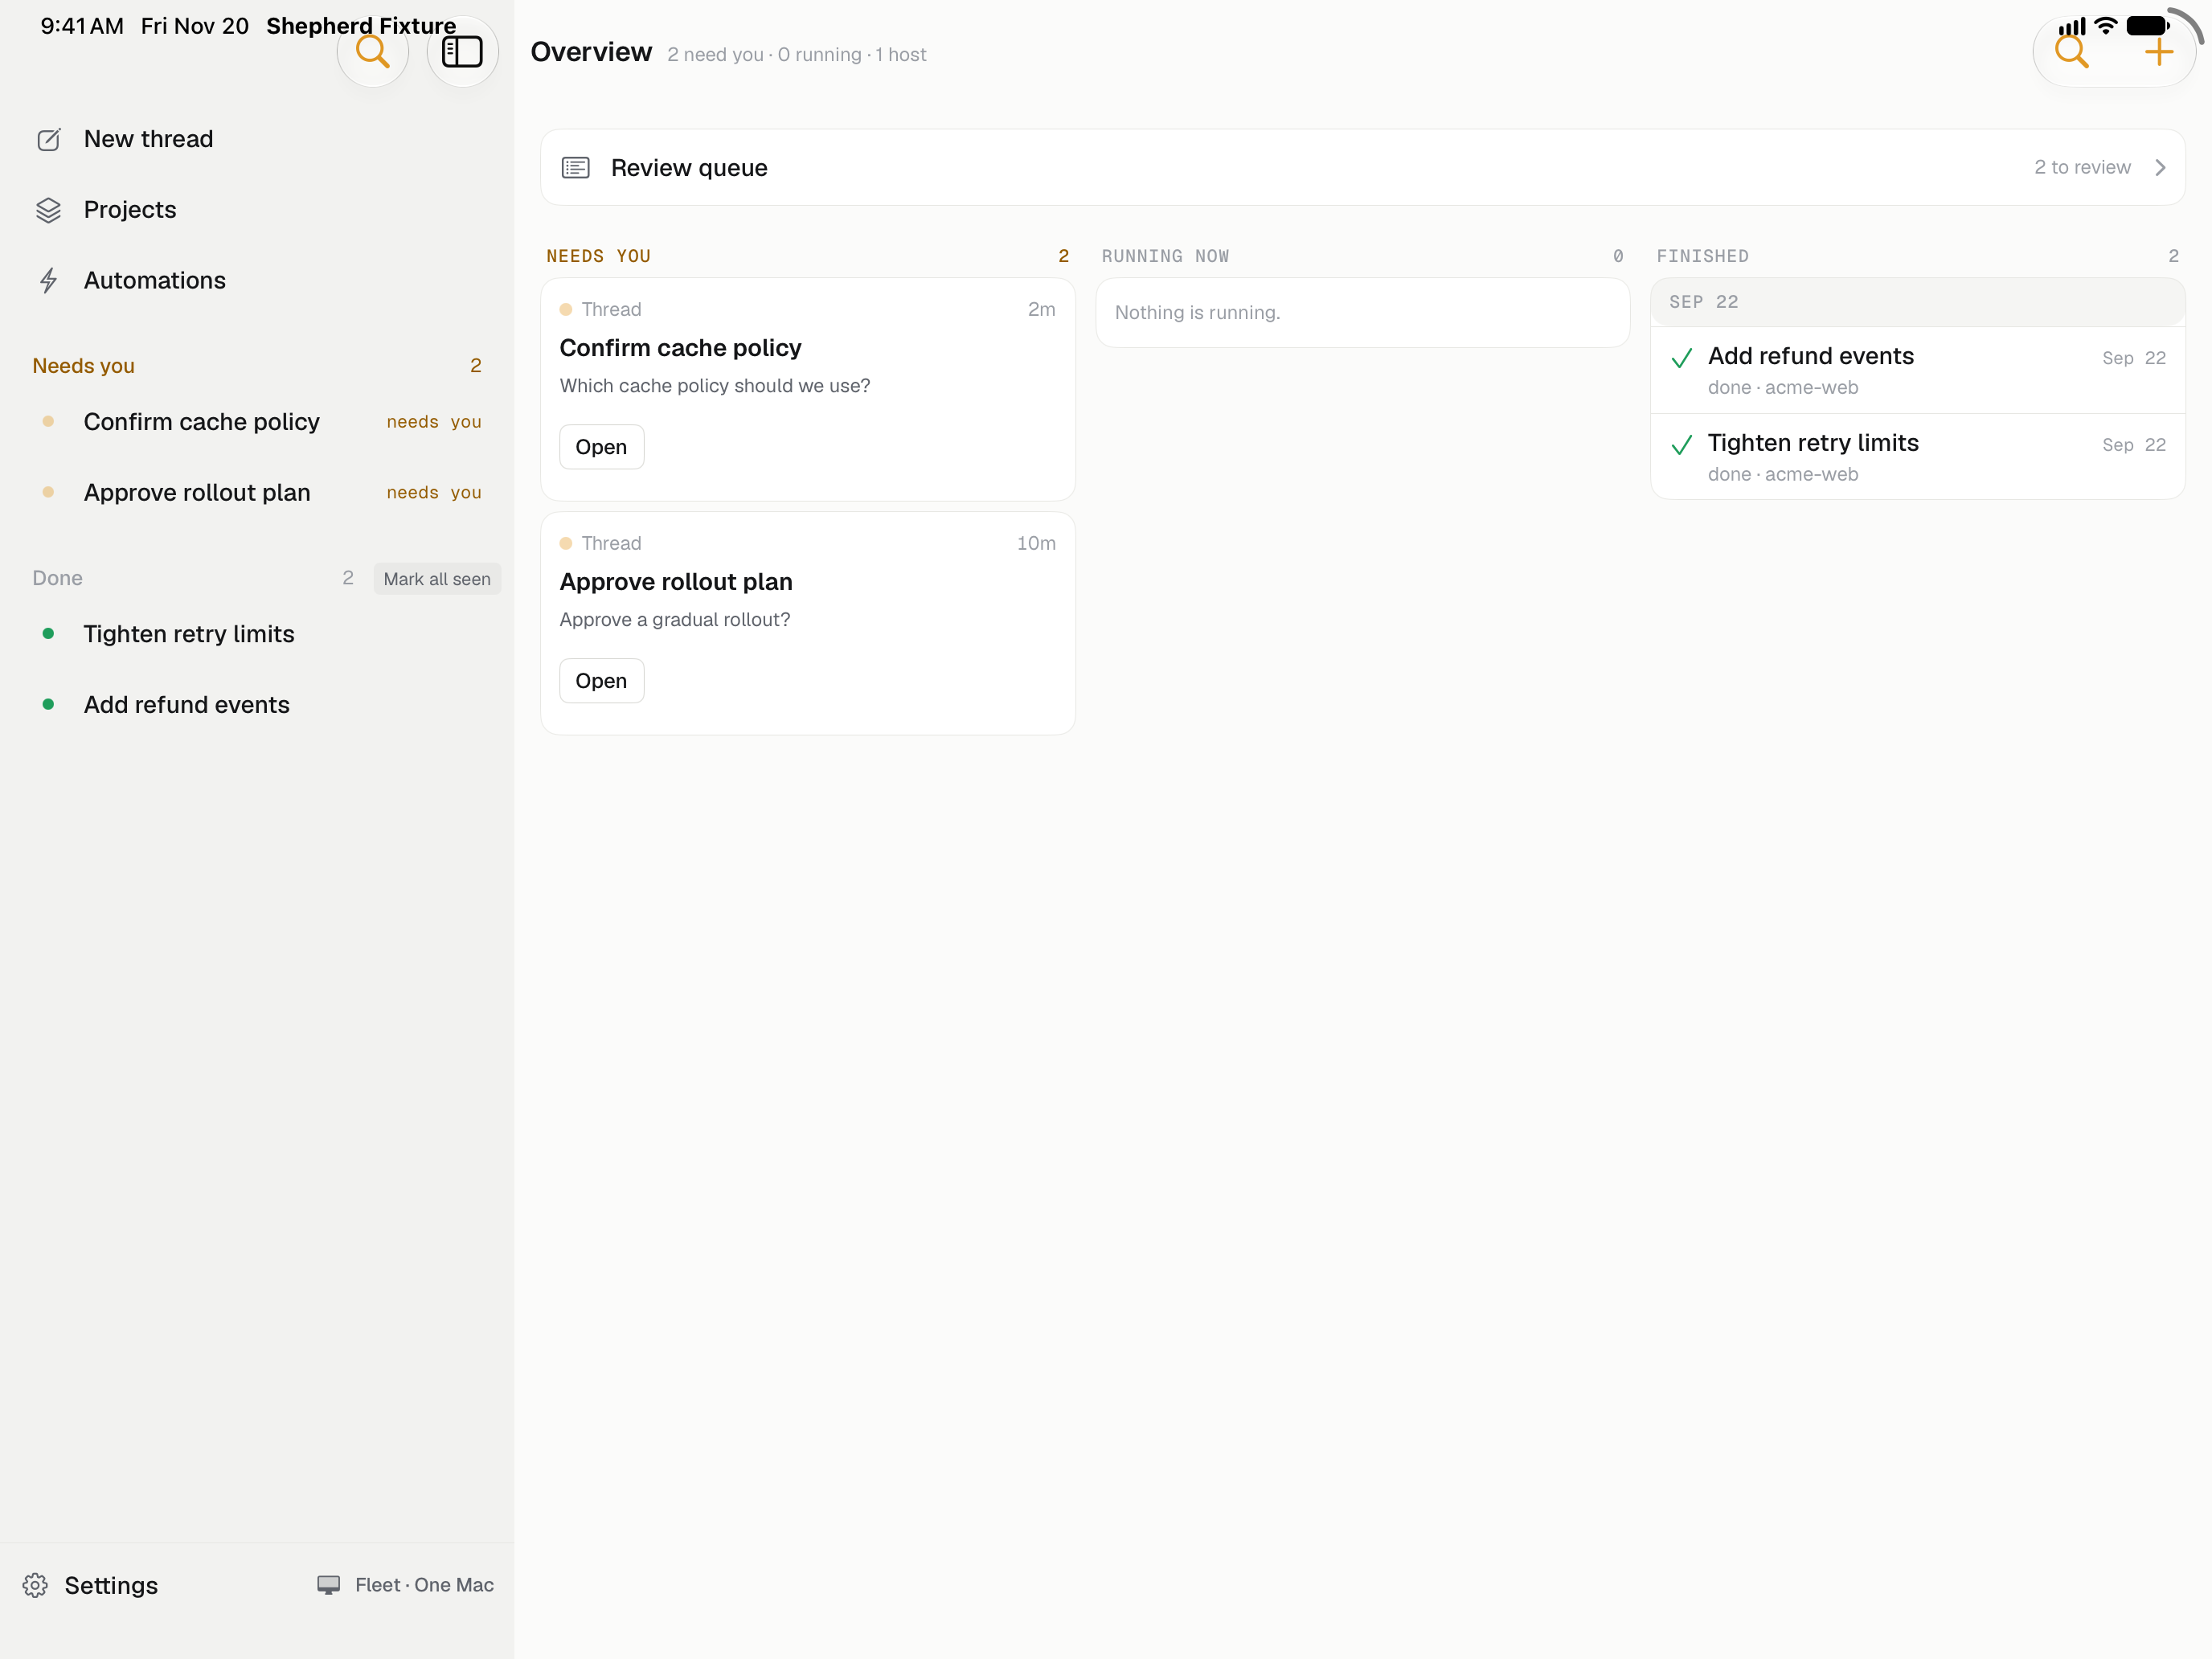 9:41 AM Fri Nov 20 Shepherd Fixture
New thread
Projects
Automations
Needs you 2
Confirm cache policy needs you
Approve rollout plan needs you
Done 2 Mark all seen
Tighten retry limits
Add refund events
Settings Fleet · One Mac
Overview 2 need you · 0 running · 1 host
Review queue 2 to review
NEEDS YOU 2
Thread 2m
Confirm cache policy
Which cache policy should we use?
Open
Thread 10m
Approve rollout plan
Approve a gradual rollout?
Open
RUNNING NOW 0
Nothing is running.
FINISHED 2
SEP 22
Add refund events Sep 22
done · acme-web
Tighten retry limits Sep 22
done · acme-web